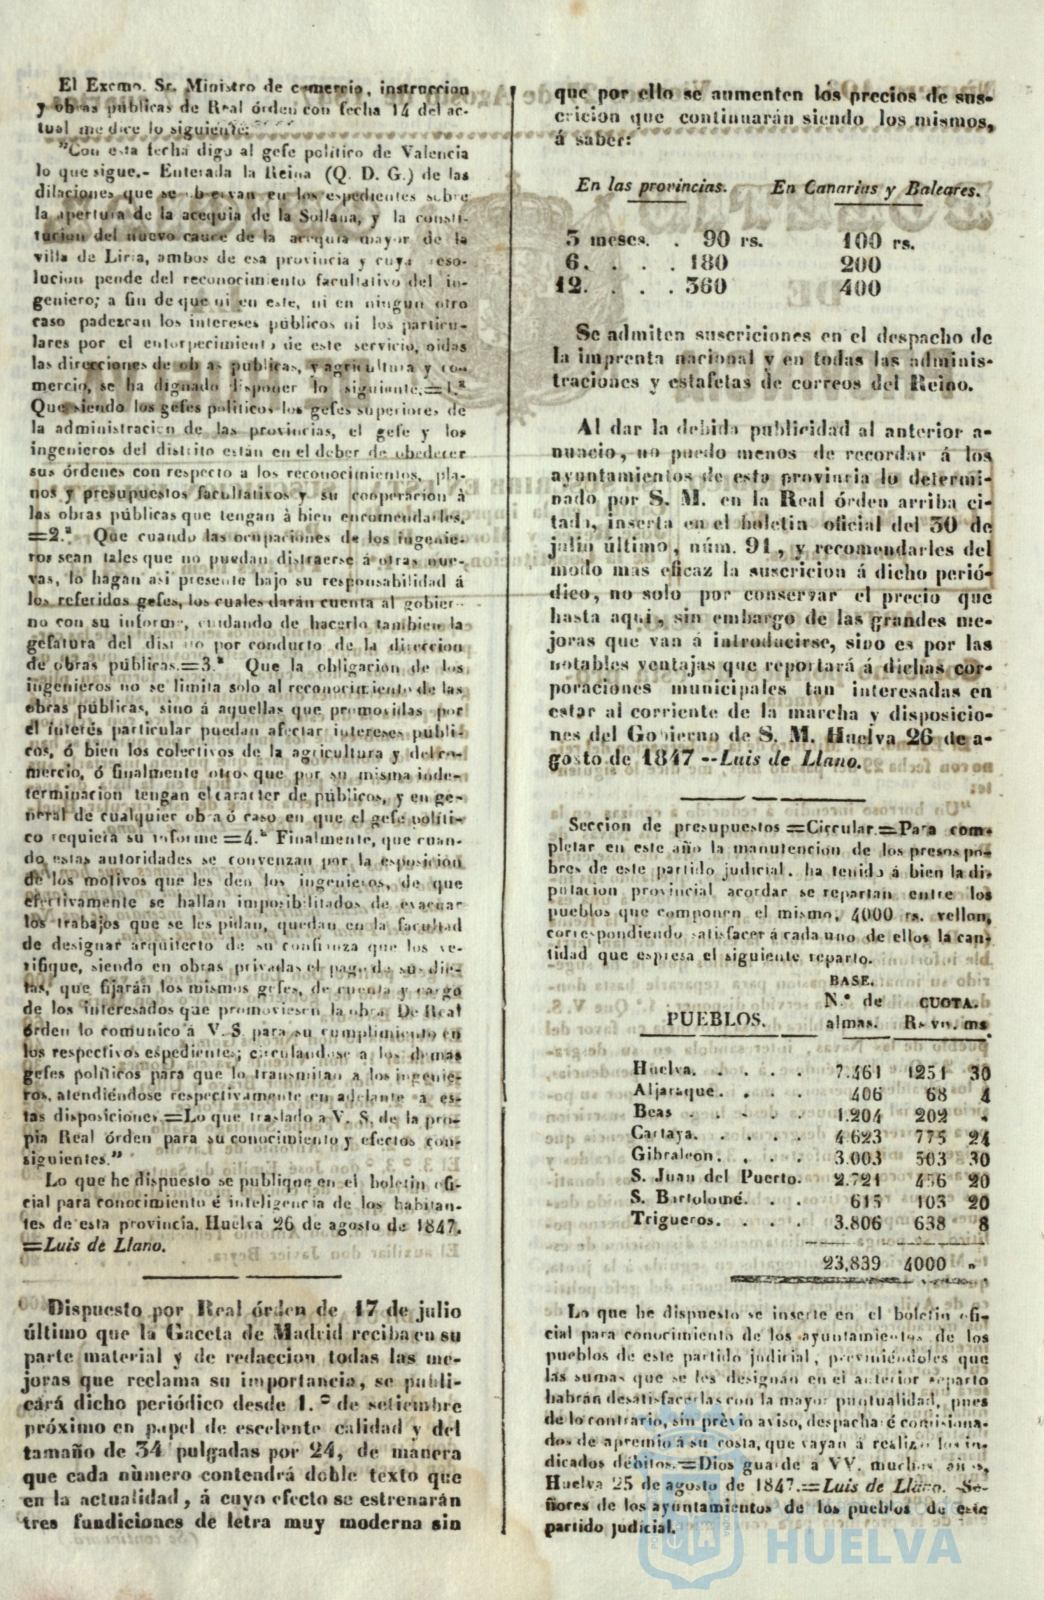 El Excmo. Sr. Ministro de comercio, instruccion
y obras públicas de Real órden con fecha 14 del ac-
tual me dice lo siguiente:
"Con esta fecha digo al gefe político de Valencia
lo que sigue.- Enterada la Reina (Q. D. G.) de las
dilaciones que se observan en los espedientes sobre
la apertura de la acequia de la Sollana, y la consti-
tucion del nuevo cauce de la acequia mayor de la
villa de Liria, ambos de esa provincia y cuya reso-
lucion pende del reconocimiento facultativo del in-
geniero; a fin de que ni en este, ni en ningun otro
caso padezcan los intereses públicos ni los particu-
lares por el entorpecimiento de este servicio, oidas
las direcciones de obras publicas, y agricultura y co-
mercio, se ha dignado disponer lo siguiente.=1.ª
Que siendo los gefes políticos los gefes superiores de
la administracion de las provincias, el gefe y los
ingenieros del distrito están en el deber de obedecer
sus órdenes con respecto a los reconocimientos, pla-
nos y presupuestos facultativos y su cooperacion à
las obras públicas que tengan à bien encomendarles.
=2.ª Que cuando las ocupaciones de los ingenie-
ros sean tales que no puedan distraerse á otras nue-
vas, lo hagan asi presente bajo su responsabilidad á
los referidos gefes, los cuales darán cuenta al gobier-
no con su informe, cuidando de hacerlo tambien la
gefatura del distrito por conducto de la direccion
de obras públicas.=3.ª Que la obligacion de los
ingenieros no se limita solo al reconocimiento de las
obras públicas, sino á aquellas que promovidas por
el interés particular puedan afectar intereses públi-
cos, ó bien los colectivos de la agricultura y del co-
mercio, ó finalmente otros que por su misma inde-
terminacion tengan el caracter de públicos, y en ge-
neral de cualquier obra ó caso en que el gefe políti-
co requiera su informe =4.ª Finalmente, que cuan-
do estas autoridades se convenzan por la esposicion
de los motivos que les den los ingenieros, de que
efectivamente se hallan imposibilitados de evacuar
los trabajos que se les pidan, quedan en la facultad
de designar arquitecto de su confianza que los ve-
rifique, siendo en obras privadas el pago de sus die-
tas, que fijarán los mismos gefes, de cuenta y cargo
de los interesados que promoviesen la obra De Real
órden lo comunico á V. S para su cumplimiento en
los respectivos espedientes; circulandose a los demas
gefes políticos para que lo transmitan a los ingenie-
ros, atendiéndose respectivamente en adelante a es-
tas disposiciones.=Lo que traslado a V. S. de la pro-
pia Real órden para su conocimiento y efectos con-
siguientes."
Lo que he dispuesto se publique en el boletin ofi-
cial para conocimiento é inteligencia de los habitan-
tes de esta provincia. Huelva 26 de agosto de 1847.
=Luis de Llano.
Dispuesto por Real órden de 17 de julio
último que la Gaceta de Madrid reciba en su
parte material y de redaccion todas las me-
joras que reclama su importancia, se publi-
cará dicho periódico desde 1.º de setiembre
próximo en papel de escelente calidad y del
tamaño de 34 pulgadas por 24, de manera
que cada nùmero contendrá doble texto que
en la actualidad, á cuyo efecto se estrenarán
tres fundiciones de letra muy moderna sin
que por ello se aumenten lós precios de sus-
cricion que continuarán siendo los mismos,
á saber:
En las provincias. En Canarias y Baleares.
3 meses. . 90 rs. 100 rs.
6. . . . 180 200
12. . . . 360 400
Se admiten suscriciones en el despacho de
la imprenta nacional y en todas las adminis-
traciones y estafetas de correos del Reino.
Al dar la debida publicidad al anterior a-
nuncio, no puedo menos de recordar á los
ayuntamientos de esta provincia lo determi-
nado por S. M. en la Real órden arriba ci-
tada, inserta en el boletin oficial del 30 de
julio último, núm. 91, y recomendarles del
modo mas eficaz la suscricion á dicho perió-
dico, no solo por conservar el precio que
hasta aqui, sin embargo de las grandes me-
joras que van á introducirse, sino es por las
notables ventajas que reportará á dichas cor-
poraciones municipales tan interesadas en
estar al corriente de la marcha y disposicio-
nes del Gobierno de S. M. Huelva 26 de a-
gosto de 1847 --Luis de Llano.
Seccion de presupuestos =Circular.=Para com-
pletar en este año la manutencion de los presos po-
bres de este partido judicial. ha tenido á bien la di-
putacion provincial acordar se repartan entre los
pueblos que componen el mismo, 4000 rs. vellon,
correspondiendo satisfacer á cada uno de ellos la can-
tidad que espresa el siguiente reparto.
BASE.
N.º de CUOTA.
PUEBLOS. almas. Rs vn. ms
Huelva. . . . . 7.461 1251 30
Aljaraque. . . . 406 68 4
Beas . . . . . 1.204 202 "
Cartaya. . . . . 4.623 775 24
Gibraleon. . . . 3.003 503 30
S. Juan del Puerto. 2.721 456 20
S. Bartolomé. . . 615 103 20
Trigueros. . . . 3.806 638 8
23,839 4000 "
Lo que he dispuesto se inserte en el boletin ofi-
cial para conocimiento de los ayuntamientos de los
pueblos de este partido judicial, previniéndoles que
las sumas que se les designan en el anterior reparto
habrán de satisfacerlas con la mayor puntualidad, pues
de lo contrario, sin prèvio aviso, despacharé comisiona-
dos de apremio á su costa, que vayan á realizar los in-
dicados débitos.=Dios guarde á VV. muchos años.
Huelva 25 de agosto de 1847.=Luis de Llano. -Se-
ñores de los ayuntamientos de los pueblos de este
partido judicial.
HUELVA